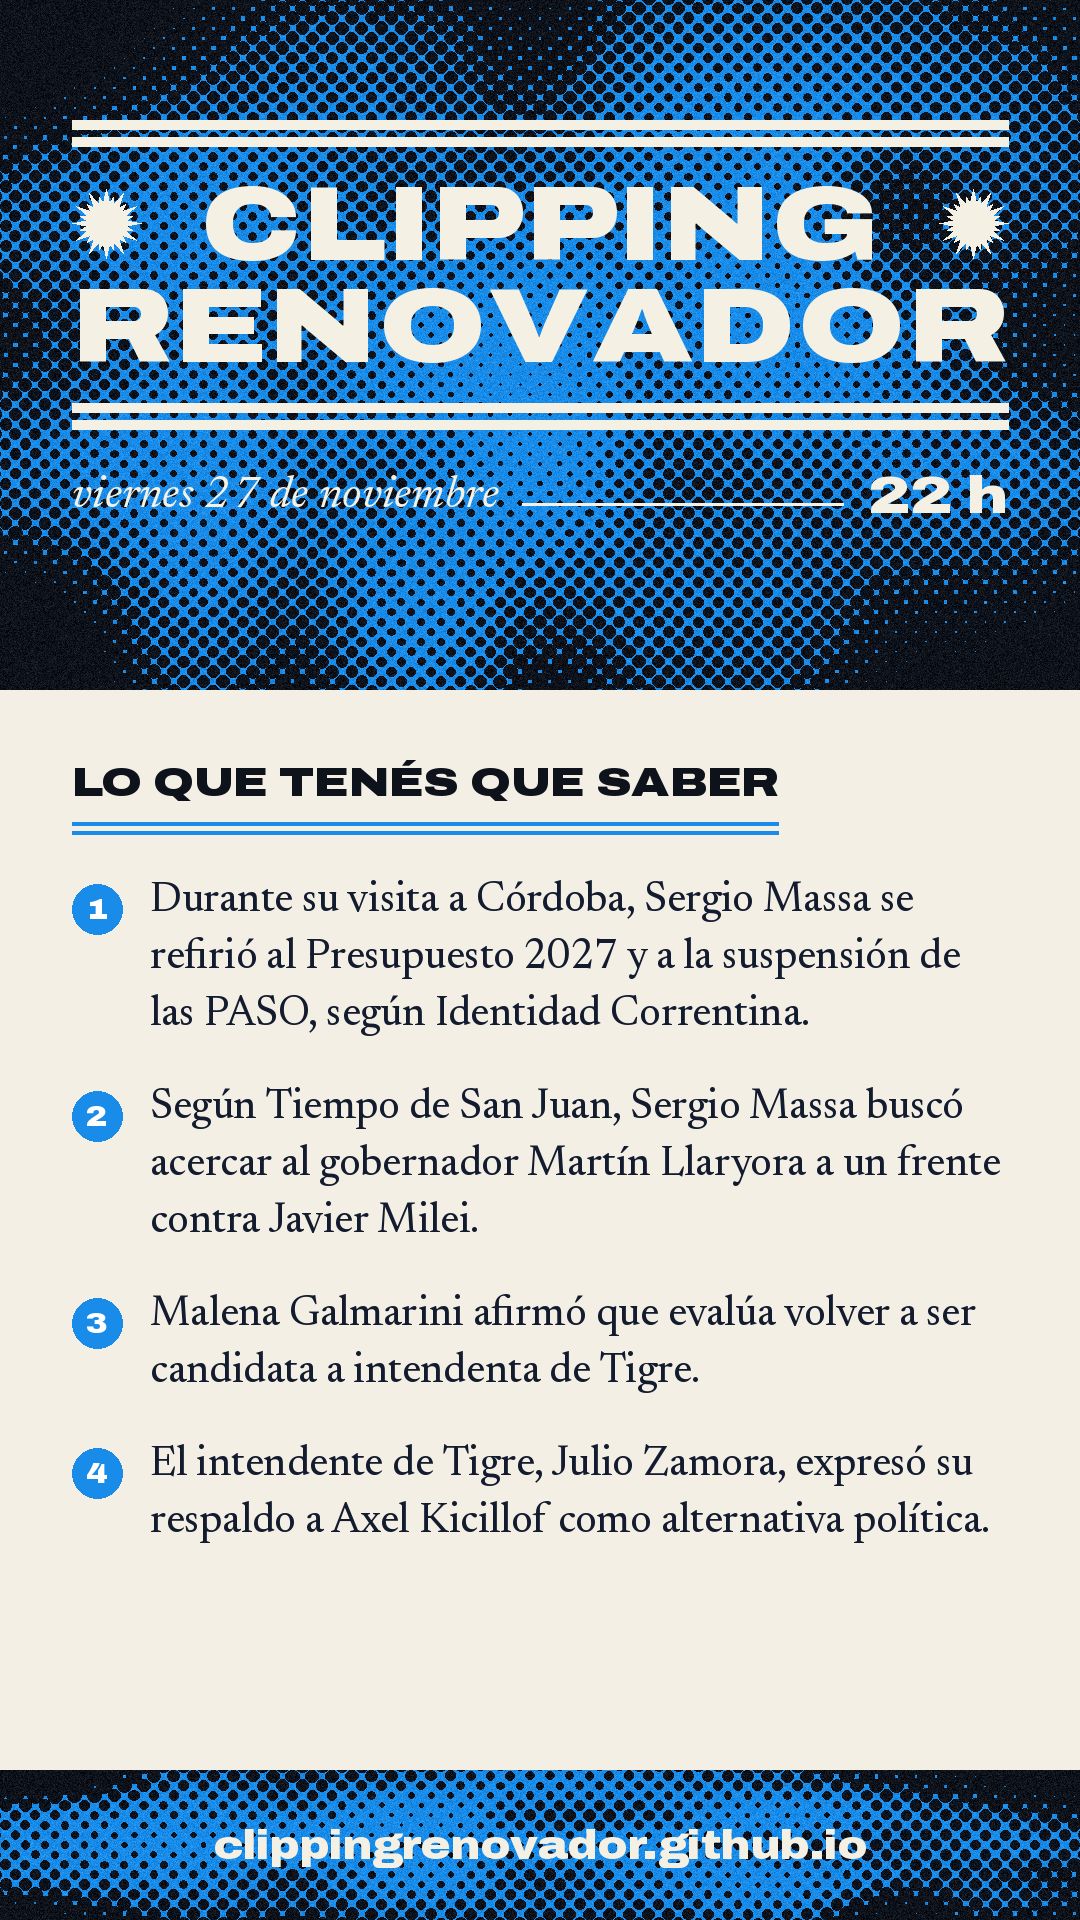 CLIPPING
RENOVADOR
viernes 27 de noviembre
22 h
LO QUE TENÉS QUE SABER
1 Durante su visita a Córdoba, Sergio Massa se
refirió al Presupuesto 2027 y a la suspensión de
las PASO, según Identidad Correntina.
2 Según Tiempo de San Juan, Sergio Massa buscó
acercar al gobernador Martín Llaryora a un frente
contra Javier Milei.
3 Malena Galmarini afirmó que evalúa volver a ser
candidata a intendenta de Tigre.
4 El intendente de Tigre, Julio Zamora, expresó su
respaldo a Axel Kicillof como alternativa política.
clippingrenovador.github.io